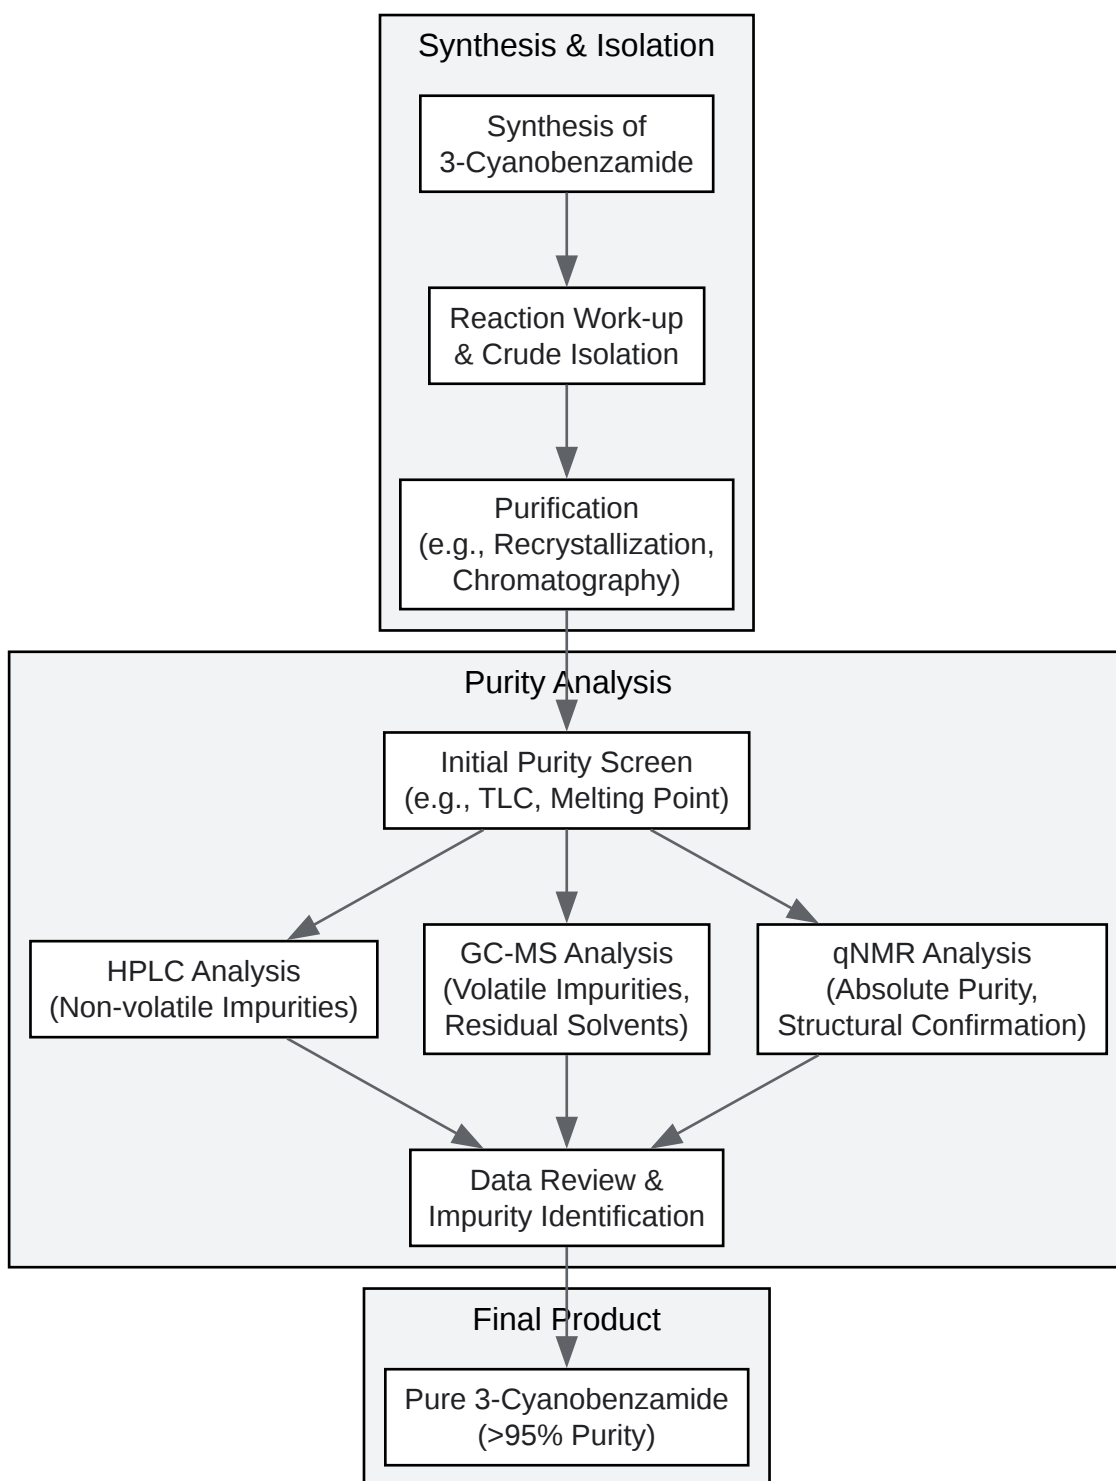 Synthesis & Isolation
Synthesis of
3-Cyanobenzamide
Reaction Work-up
& Crude Isolation
Purification
(e.g., Recrystallization,
Chromatography)
Purity Analysis
Initial Purity Screen
(e.g., TLC, Melting Point)
HPLC Analysis
(Non-volatile Impurities)
GC-MS Analysis
(Volatile Impurities,
Residual Solvents)
qNMR Analysis
(Absolute Purity,
Structural Confirmation)
Data Review &
Impurity Identification
Final Product
Pure 3-Cyanobenzamide
(>95% Purity)